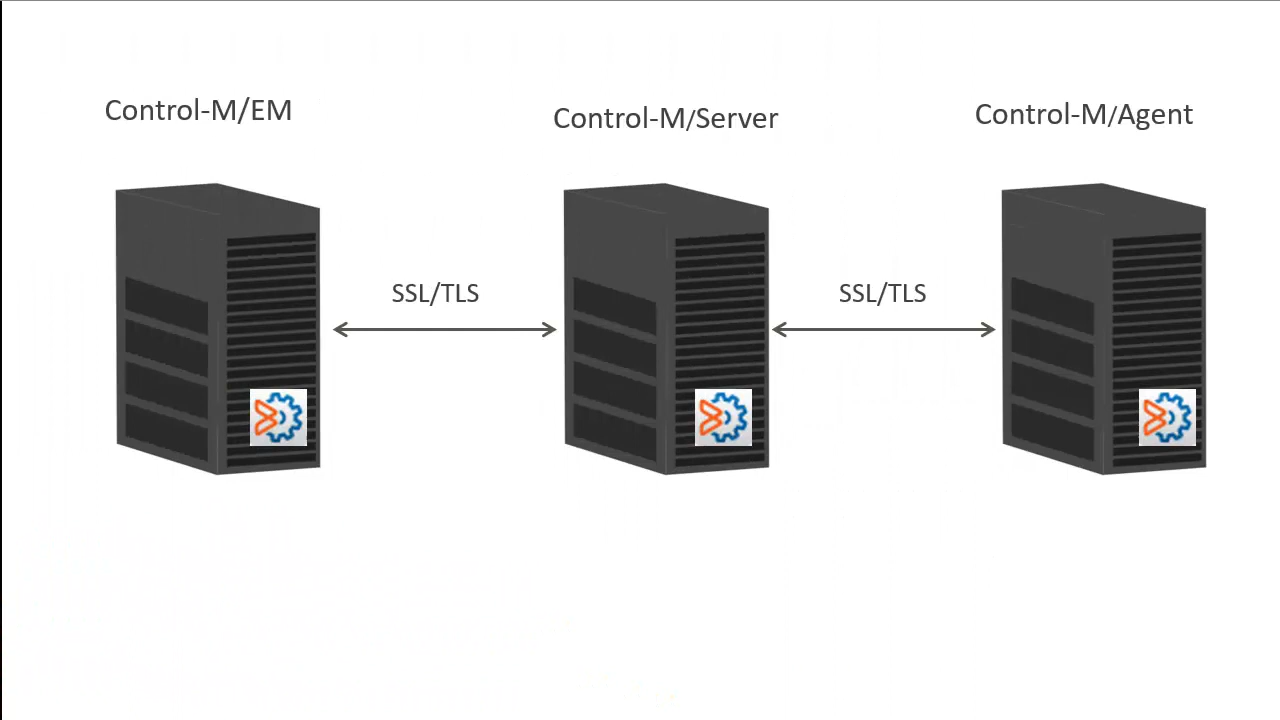 Control-M/EM
Control-M/Server
Control-M/Agent
SSL/TLS
SSL/TLS